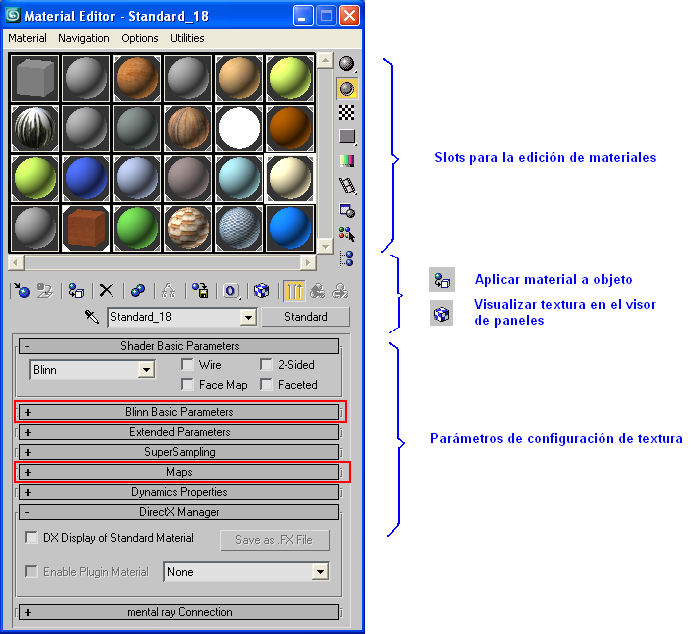 Material Editor - Standard_18
Material Navigation Options Utilities
Slots para la edición de materiales
Aplicar material a objeto
Visualizar textura en el visor
de paneles
Standard_18 Standard
- Shader Basic Parameters
Blinn Wire 2-Sided
Face Map Faceted
+ Blinn Basic Parameters
+ Extended Parameters
Parámetros de configuración de textura
+ SuperSampling
+ Maps
+ Dynamics Properties
- DirectX Manager
DX Display of Standard Material Save as .FX File
Enable Plugin Material None
+ mental ray Connection